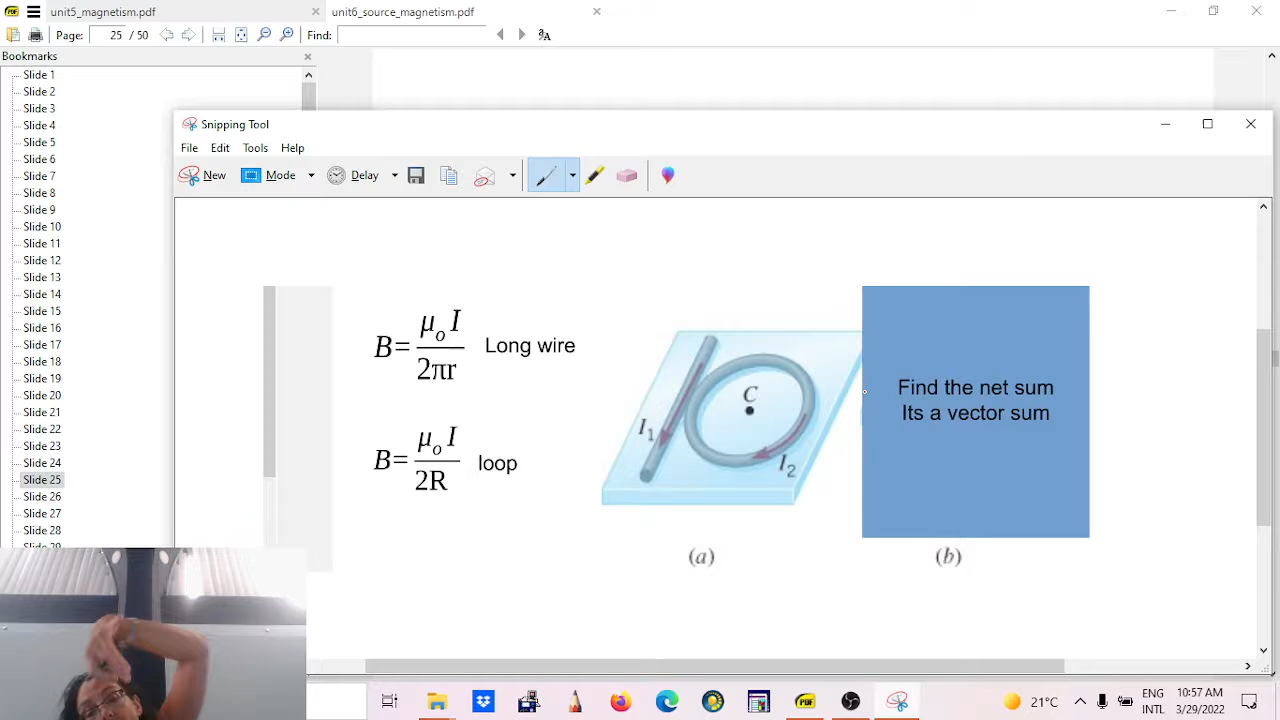 unit5_magnetism.pdf
unit6_source_magnetism.pdf
Page: 25 / 50
Find:
Bookmarks
Slide 1
Slide 2
Slide 3
Slide 4
Slide 5
Slide 6
Slide 7
Slide 8
Slide 9
Slide 10
Slide 11
Slide 12
Slide 13
Slide 14
Slide 15
Slide 16
Slide 17
Slide 18
Slide 19
Slide 20
Slide 21
Slide 22
Slide 23
Slide 24
Slide 25
Slide 26
Slide 27
Slide 28
Snipping Tool
File Edit Tools Help
New Mode Delay
B= μo I / 2πr Long wire
B= μo I / 2R loop
C
I1
I2
Find the net sum
Its a vector sum
(a)
(b)
21°C
ENG
INTL
10:57 AM
3/29/2022